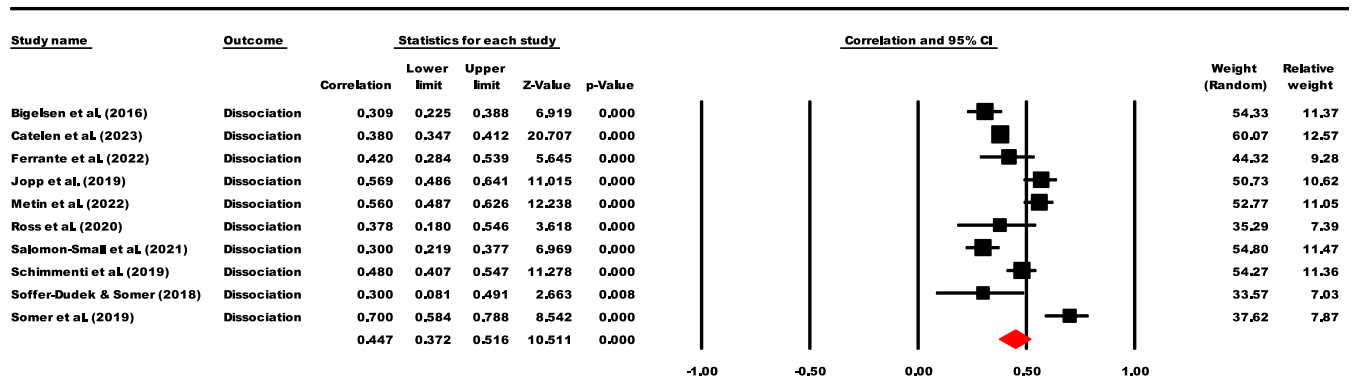 Study name Outcome Statistics for each study Correlation and 95% CI
Lower Upper Weight Relative
Correlation limit limit Z-Value p-Value (Random) weight
Bigelsen et al. (2016) Dissociation 0.309 0.225 0.388 6.919 0.000 54.33 11.37
Catelen et al. (2023) Dissociation 0.380 0.347 0.412 20.707 0.000 60.07 12.57
Ferrante et al. (2022) Dissociation 0.420 0.284 0.539 5.645 0.000 44.32 9.28
Jopp et al. (2019) Dissociation 0.569 0.486 0.641 11.015 0.000 50.73 10.62
Metin et al. (2022) Dissociation 0.560 0.487 0.626 12.238 0.000 52.77 11.05
Ross et al. (2020) Dissociation 0.378 0.180 0.546 3.618 0.000 35.29 7.39
Salomon-Small et al. (2021) Dissociation 0.300 0.219 0.377 6.969 0.000 54.80 11.47
Schimmenti et al. (2019) Dissociation 0.480 0.407 0.547 11.278 0.000 54.27 11.36
Soffer-Dudek & Somer (2018) Dissociation 0.300 0.081 0.491 2.663 0.008 33.57 7.03
Somer et al. (2019) Dissociation 0.700 0.584 0.788 8.542 0.000 37.62 7.87
0.447 0.372 0.516 10.511 0.000
-1.00 -0.50 0.00 0.50 1.00